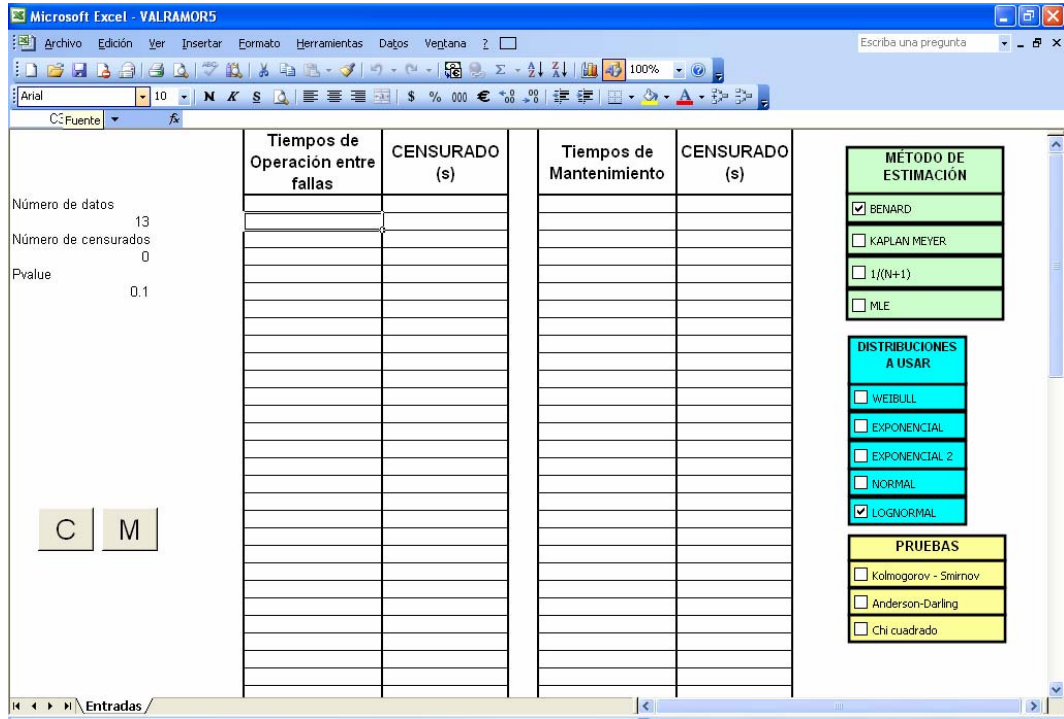 Microsoft Excel - VALRAMOR5
Archivo Edición Ver Insertar Formato Herramientas Datos Ventana ? Escriba una pregunta
Σ 100%
Arial 10 N K S $ % 000 €
Fuente fx
Tiempos de
Operación entre
fallas
CENSURADO
(s)
Tiempos de
Mantenimiento
CENSURADO
(s)
Número de datos
13
Número de censurados
0
Pvalue
0.1
C M
MÉTODO DE
ESTIMACIÓN
BENARD
KAPLAN MEYER
1/(N+1)
MLE
DISTRIBUCIONES
A USAR
WEIBULL
EXPONENCIAL
EXPONENCIAL 2
NORMAL
LOGNORMAL
PRUEBAS
Kolmogorov - Smirnov
Anderson-Darling
Chi cuadrado
Entradas